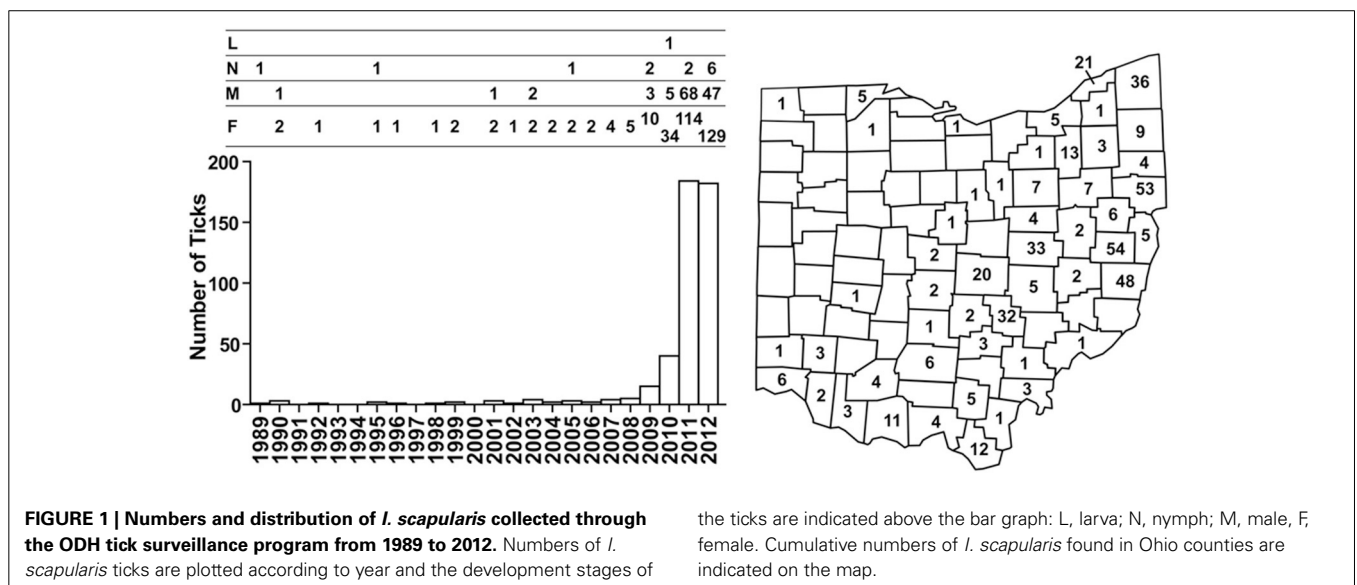 L 1
N 1 1 1 2 2 6
M 1 1 2 3 5 68 47
F 2 1 1 1 1 2 2 1 2 2 2 2 4 5 10 34 114 129
200
150
100
50
0
Number of Ticks
1989 1990 1991 1992 1993 1994 1995 1996 1997 1998 1999 2000 2001 2002 2003 2004 2005 2006 2007 2008 2009 2010 2011 2012
21
36
1 5 1
1 1 5 9
1 13 3
4
1 1 7 7 53
1 4 2 6 5
2 33 54
20 2 48
1 2 5
2 32
1 3 1
1 3 6 1
6 4 3
2 5
3 11 4 1
12
FIGURE 1 | Numbers and distribution of I. scapularis collected through
the ODH tick surveillance program from 1989 to 2012. Numbers of I.
scapularis ticks are plotted according to year and the development stages of
the ticks are indicated above the bar graph: L, larva; N, nymph; M, male, F,
female. Cumulative numbers of I. scapularis found in Ohio counties are
indicated on the map.